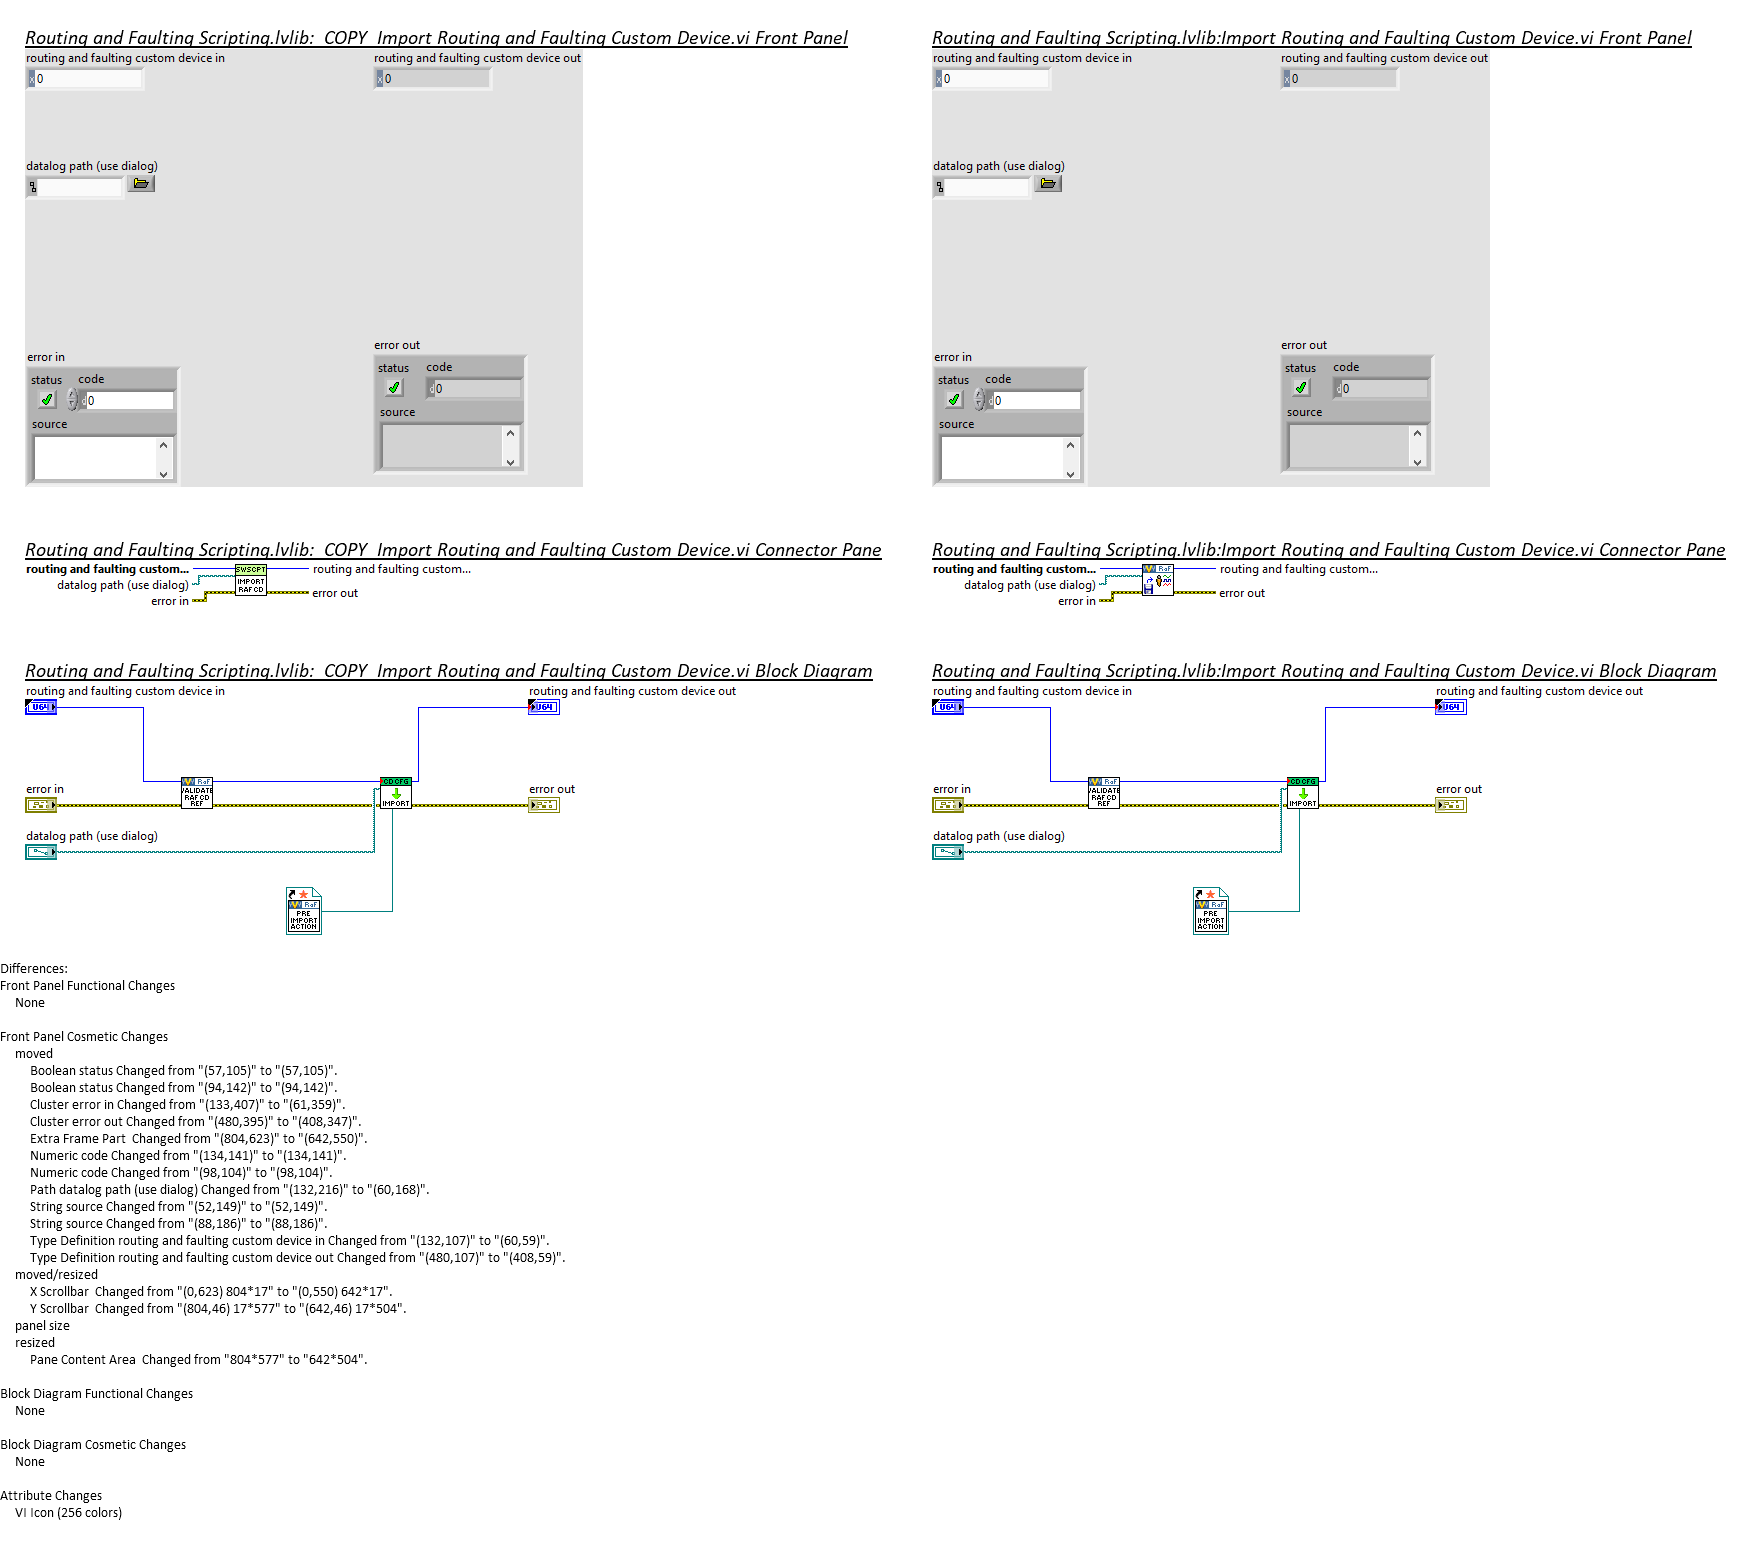 Routing and Faulting Scripting.lvlib:  COPY  Import Routing and Faulting Custom Device.vi Front Panel
routing and faulting custom device in
routing and faulting custom device out
x 0
x 0
datalog path (use dialog)
error in
status
code
d 0
source
error out
status
code
d 0
source
Routing and Faulting Scripting.lvlib:Import Routing and Faulting Custom Device.vi Front Panel
routing and faulting custom device in
routing and faulting custom device out
x 0
x 0
datalog path (use dialog)
error in
status
code
d 0
source
error out
status
code
d 0
source
Routing and Faulting Scripting.lvlib:  COPY  Import Routing and Faulting Custom Device.vi Connector Pane
routing and faulting custom...
datalog path (use dialog)
error in
SWSCPT
IMPORT
RAF CD
routing and faulting custom...
error out
Routing and Faulting Scripting.lvlib:Import Routing and Faulting Custom Device.vi Connector Pane
routing and faulting custom...
datalog path (use dialog)
error in
RaF
routing and faulting custom...
error out
Routing and Faulting Scripting.lvlib:  COPY  Import Routing and Faulting Custom Device.vi Block Diagram
routing and faulting custom device in
U64
routing and faulting custom device out
U64
error in
RaF
VALIDATE
RAF CD
REF
CD CFG
IMPORT
error out
datalog path (use dialog)
RaF
PRE
IMPORT
ACTION
Routing and Faulting Scripting.lvlib:Import Routing and Faulting Custom Device.vi Block Diagram
routing and faulting custom device in
U64
routing and faulting custom device out
U64
error in
RaF
VALIDATE
RAF CD
REF
CD CFG
IMPORT
error out
datalog path (use dialog)
RaF
PRE
IMPORT
ACTION
Differences:
Front Panel Functional Changes
None
Front Panel Cosmetic Changes
moved
Boolean status Changed from "(57,105)" to "(57,105)".
Boolean status Changed from "(94,142)" to "(94,142)".
Cluster error in Changed from "(133,407)" to "(61,359)".
Cluster error out Changed from "(480,395)" to "(408,347)".
Extra Frame Part  Changed from "(804,623)" to "(642,550)".
Numeric code Changed from "(134,141)" to "(134,141)".
Numeric code Changed from "(98,104)" to "(98,104)".
Path datalog path (use dialog) Changed from "(132,216)" to "(60,168)".
String source Changed from "(52,149)" to "(52,149)".
String source Changed from "(88,186)" to "(88,186)".
Type Definition routing and faulting custom device in Changed from "(132,107)" to "(60,59)".
Type Definition routing and faulting custom device out Changed from "(480,107)" to "(408,59)".
moved/resized
X Scrollbar  Changed from "(0,623) 804*17" to "(0,550) 642*17".
Y Scrollbar  Changed from "(804,46) 17*577" to "(642,46) 17*504".
panel size
resized
Pane Content Area  Changed from "804*577" to "642*504".
Block Diagram Functional Changes
None
Block Diagram Cosmetic Changes
None
Attribute Changes
VI Icon (256 colors)